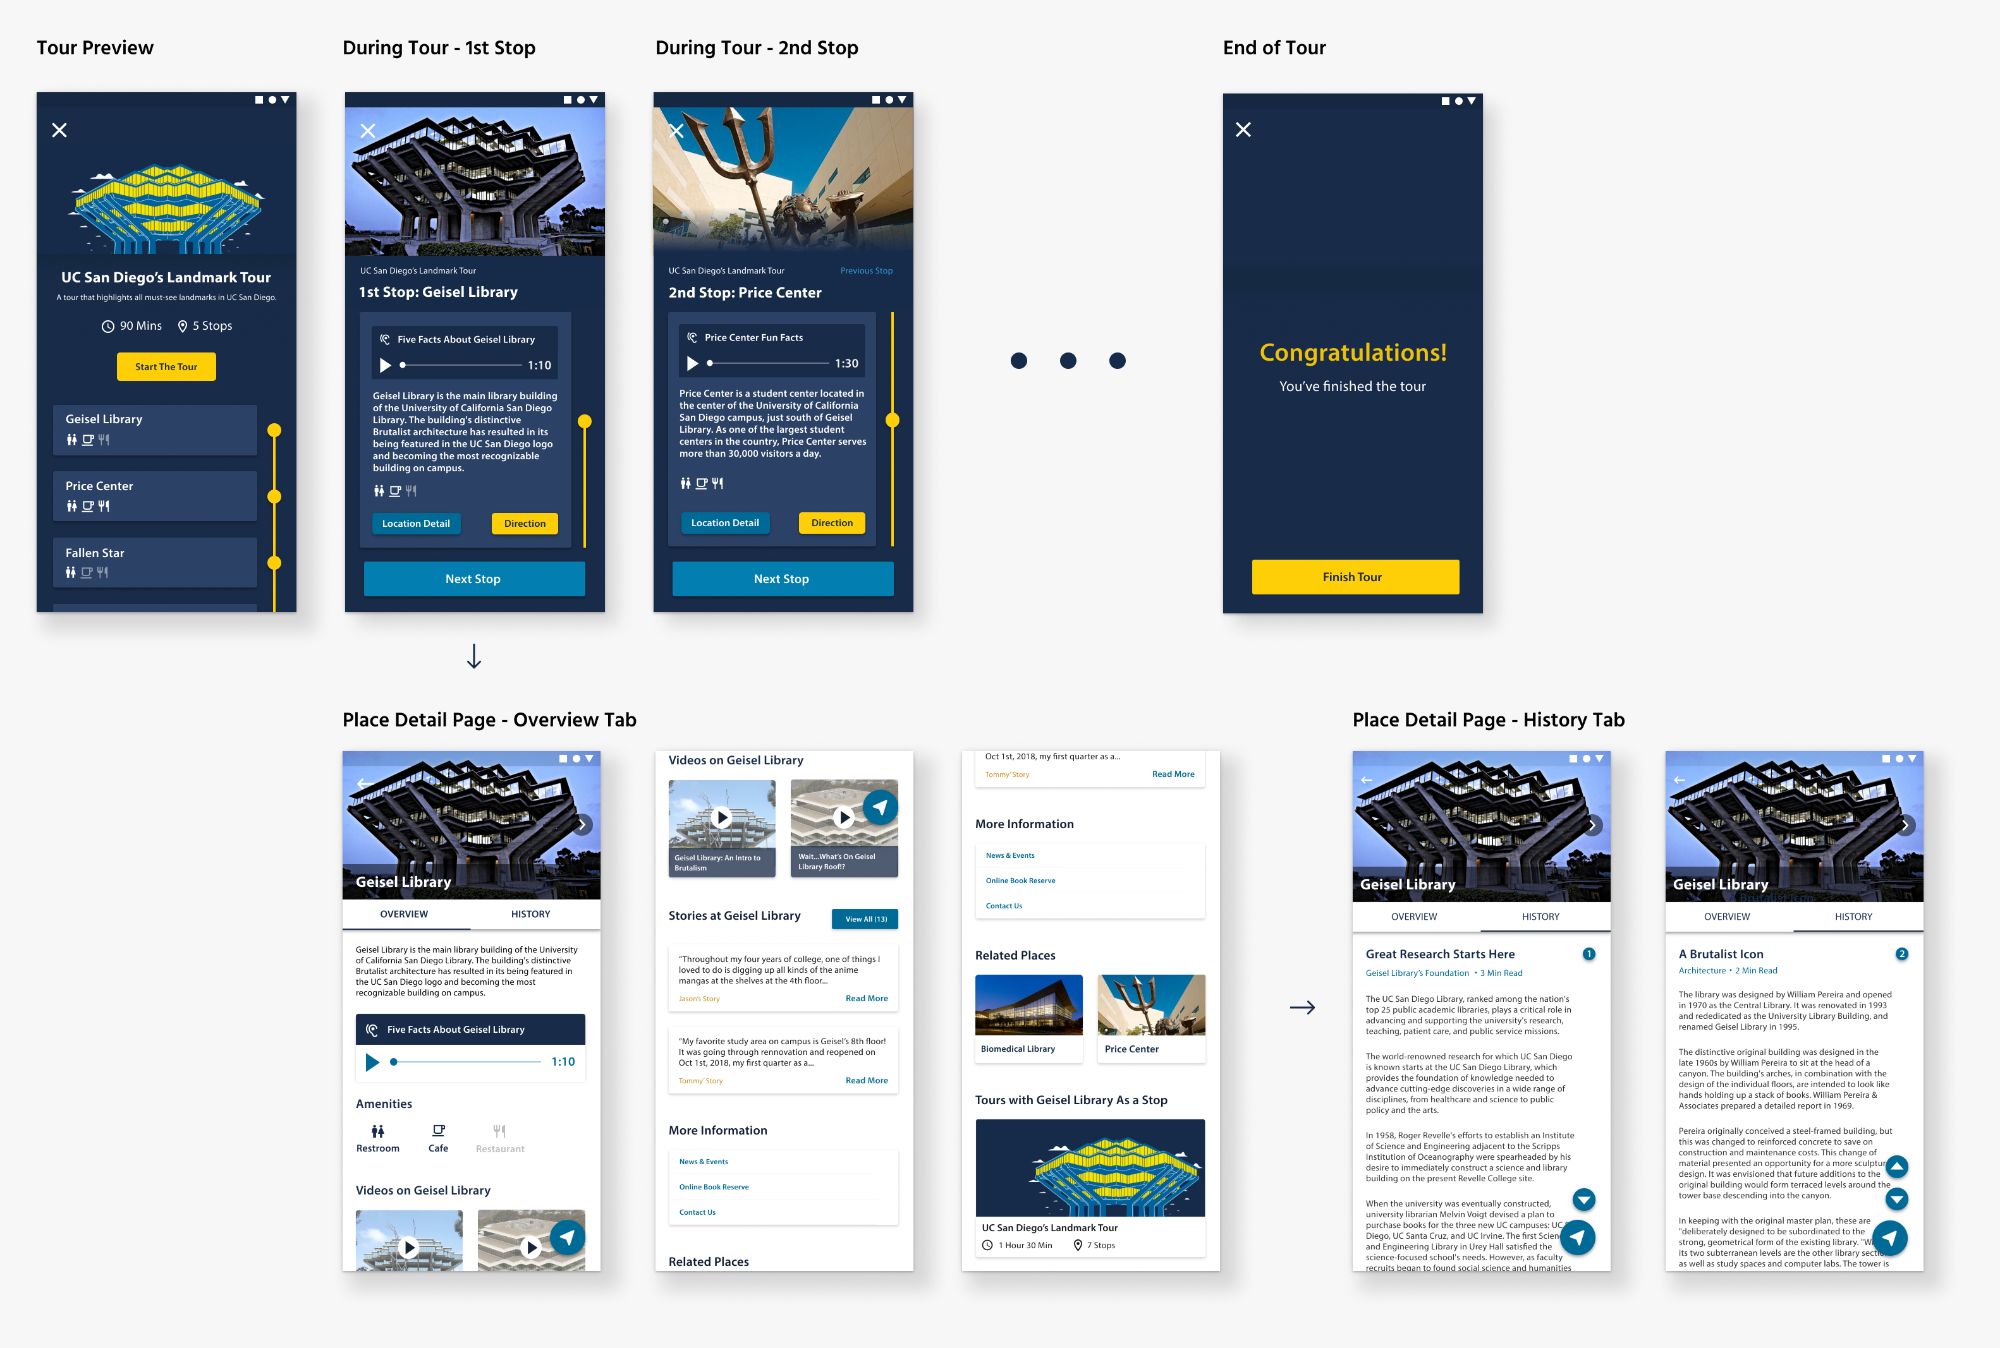 Tour Preview
During Tour - 1st Stop
During Tour - 2nd Stop
End of Tour
UC San Diego's Landmark Tour
A tour that highlights all must-see landmarks in UC San Diego.
90 Mins
5 Stops
Start The Tour
Geisel Library
Price Center
Fallen Star
UC San Diego's Landmark Tour
1st Stop: Geisel Library
Five Facts About Geisel Library
1:10
Geisel Library is the main library building
of the University of California San Diego
Library. The building's distinctive
Brutalist architecture has resulted in its
being featured in the UC San Diego logo
and becoming the most recognizable
building on campus.
Location Detail
Direction
Next Stop
UC San Diego's Landmark Tour
Previous Stop
2nd Stop: Price Center
Price Center Fun Facts
1:30
Price Center is a student center located in
the center of the University of California
San Diego campus, just south of Geisel
Library. As one of the largest student
centers in the country, Price Center serves
more than 30,000 visitors a day.
Location Detail
Direction
Next Stop
Congratulations!
You've finished the tour
Finish Tour
Place Detail Page - Overview Tab
Place Detail Page - History Tab
Geisel Library
OVERVIEW
HISTORY
Geisel Library is the main library building of the University
of California San Diego Library. The building's distinctive
Brutalist architecture has resulted in its being featured in
the UC San Diego logo and becoming the most
recognizable building on campus.
Five Facts About Geisel Library
1:10
Amenities
Restroom
Cafe
Restaurant
Videos on Geisel Library
Videos on Geisel Library
Geisel Library: An Intro to
Brutalism
Wait...What's On Geisel
Library Roof!?
Stories at Geisel Library
View All (13)
"Throughout my four years of college, one of things I
loved to do is digging up all kinds of the anime
mangas at the shelves at the 4th floor...
Jason's Story
Read More
"My favorite study area on campus is Geisel's 8th floor!
It was going through rennovation and reopened on
Oct 1st, 2018, my first quarter as a...
Tommy' Story
Read More
More Information
News & Events
Online Book Reserve
Contact Us
Related Places
Oct 1st, 2018, my first quarter as a...
Tommy' Story
Read More
More Information
News & Events
Online Book Reserve
Contact Us
Related Places
Biomedical Library
Price Center
Tours with Geisel Library As a Stop
UC San Diego's Landmark Tour
1 Hour 30 Min
7 Stops
Geisel Library
OVERVIEW
HISTORY
Great Research Starts Here
1
Geisel Library's Foundation • 3 Min Read
The UC San Diego Library, ranked among the nation's
top 25 public academic libraries, plays a critical role in
advancing and supporting the university's research,
teaching, patient care, and public service missions.
The world-renowned research for which UC San Diego
is known starts at the UC San Diego Library, which
provides the foundation of knowledge needed to
advance cutting-edge discoveries in a wide range of
disciplines, from healthcare and science to public
policy and the arts.
In 1958, Roger Revelle's efforts to establish an Institute
of Science and Engineering adjacent to the Scripps
Institution of Oceanography were spearheaded by his
desire to immediately construct a science and library
building on the present Revelle College site.
When the university was eventually constructed,
university librarian Melvin Voigt devised a plan to
purchase books for the three new UC campuses: UC
Diego, UC Santa Cruz, and UC Irvine. The first Scien
and Engineering Library in Urey Hall satisfied the
science-focused school's needs. However, as faculty
recruits began to found social science and humanities
Geisel Library
OVERVIEW
HISTORY
A Brutalist Icon
2
Architecture • 2 Min Read
The library was designed by William Pereira and opened
in 1970 as the Central Library. It was renovated in 1993
and rededicated as the University Library Building, and
renamed Geisel Library in 1995.
The distinctive original building was designed in the
late 1960s by William Pereira to sit at the head of a
canyon. The building's arches, in combination with the
design of the individual floors, are intended to look like
hands holding up a stack of books. William Pereira &
Associates prepared a detailed report in 1969.
Pereira originally conceived a steel-framed building, but
this was changed to reinforced concrete to save on
construction and maintenance costs. This change of
material presented an opportunity for a more sculptur
design. It was envisioned that future additions to the
original building would form terraced levels around the
tower base descending into the canyon.
In keeping with the original master plan, these are
"deliberately designed to be subordinated to the
strong, geometrical form of the existing library. "W
its two subterranean levels are the other library secti
as well as study spaces and computer labs. The tower is